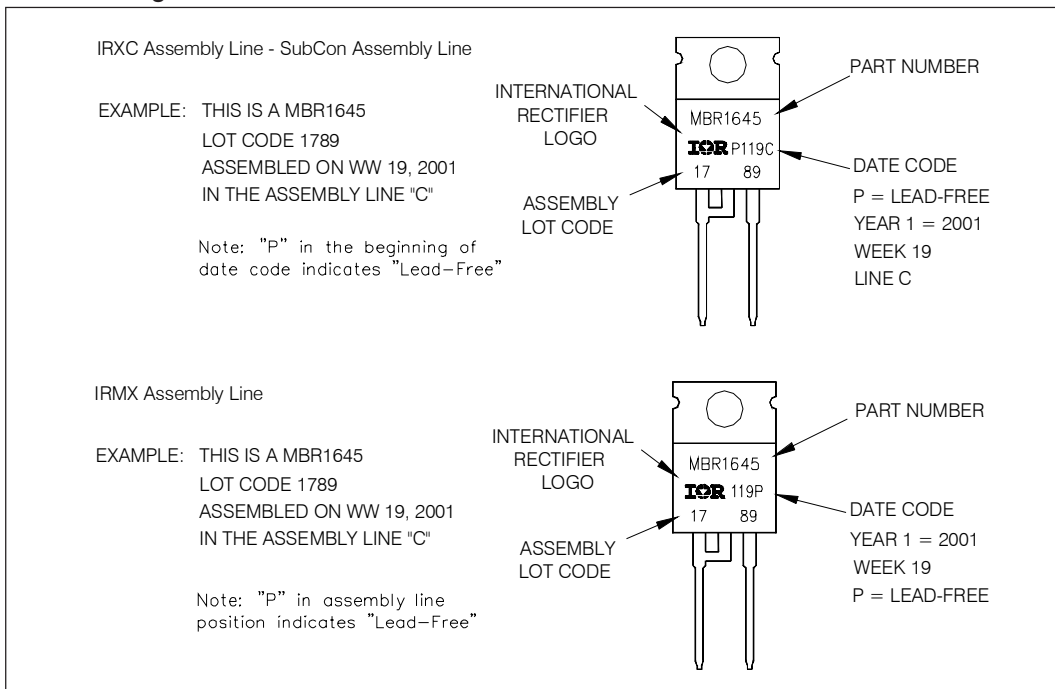 IRXC Assembly Line - SubCon Assembly Line
EXAMPLE: THIS IS A MBR1645
LOT CODE 1789
ASSEMBLED ON WW 19, 2001
IN THE ASSEMBLY LINE "C"
Note: "P" in the beginning of
date code indicates "Lead-Free"
INTERNATIONAL
RECTIFIER
LOGO
ASSEMBLY
LOT CODE
MBR1645
IOR P119C
17 89
PART NUMBER
DATE CODE
P = LEAD-FREE
YEAR 1 = 2001
WEEK 19
LINE C
IRMX Assembly Line
EXAMPLE: THIS IS A MBR1645
LOT CODE 1789
ASSEMBLED ON WW 19, 2001
IN THE ASSEMBLY LINE "C"
Note: "P" in assembly line
position indicates "Lead-Free"
INTERNATIONAL
RECTIFIER
LOGO
ASSEMBLY
LOT CODE
MBR1645
IOR 119P
17 89
PART NUMBER
DATE CODE
YEAR 1 = 2001
WEEK 19
P = LEAD-FREE